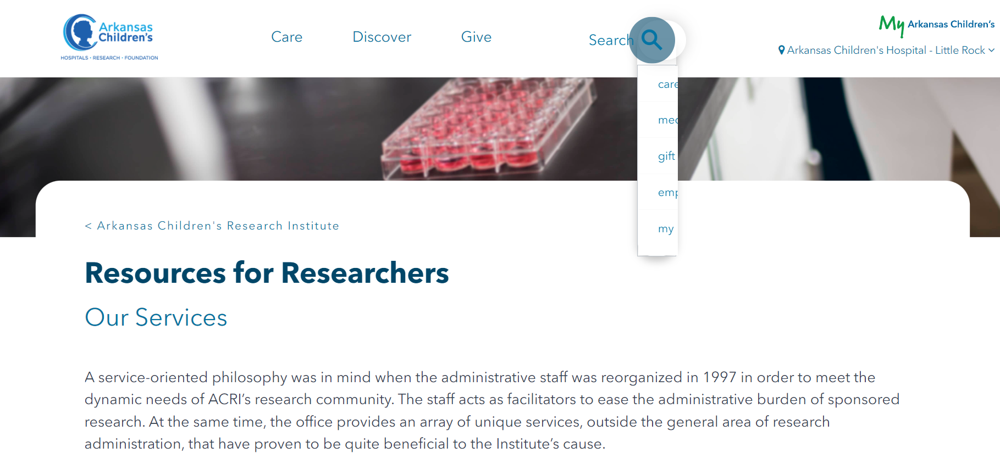 Arkansas
Children's
HOSPITALS · RESEARCH · FOUNDATION
Care
Discover
Give
Search
My Arkansas Children's
Arkansas Children's Hospital - Little Rock
care
med
gift
emp
my
< Arkansas Children's Research Institute
Resources for Researchers
Our Services
A service-oriented philosophy was in mind when the administrative staff was reorganized in 1997 in order to meet the
dynamic needs of ACRI’s research community. The staff acts as facilitators to ease the administrative burden of sponsored
research. At the same time, the office provides an array of unique services, outside the general area of research
administration, that have proven to be quite beneficial to the Institute’s cause.